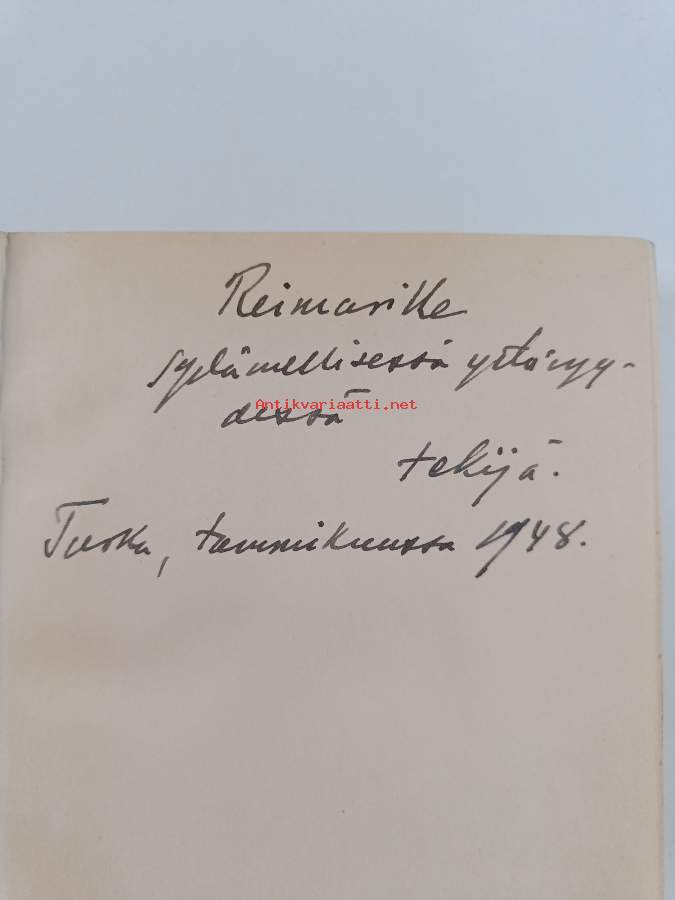 Reimarille
sydämellisessä ystävyy-
dessä
Antikvariaatti.net
tekijä.
Turku, tammikuussa 1948.